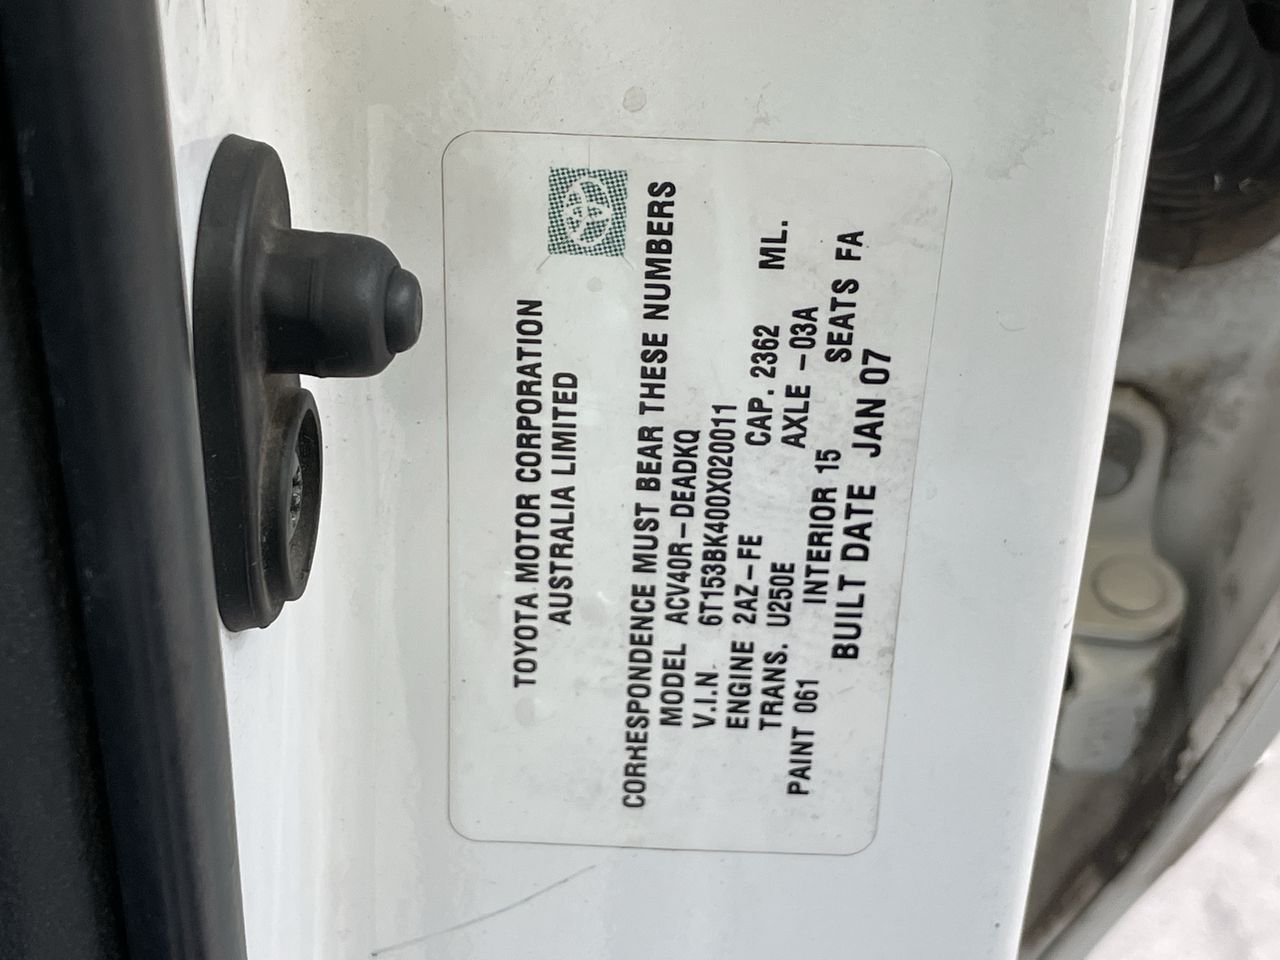 TOYOTA MOTOR CORPORATION
AUSTRALIA LIMITED
CORRESPONDENCE MUST BEAR THESE NUMBERS
MODEL ACV40R-DEADKQ
V.I.N. 6T153BK400X020011
ENGINE 2AZ-FE CAP. 2362 ML.
TRANS. U250E AXLE -03A
PAINT 061 INTERIOR 15 SEATS FA
BUILT DATE JAN 07